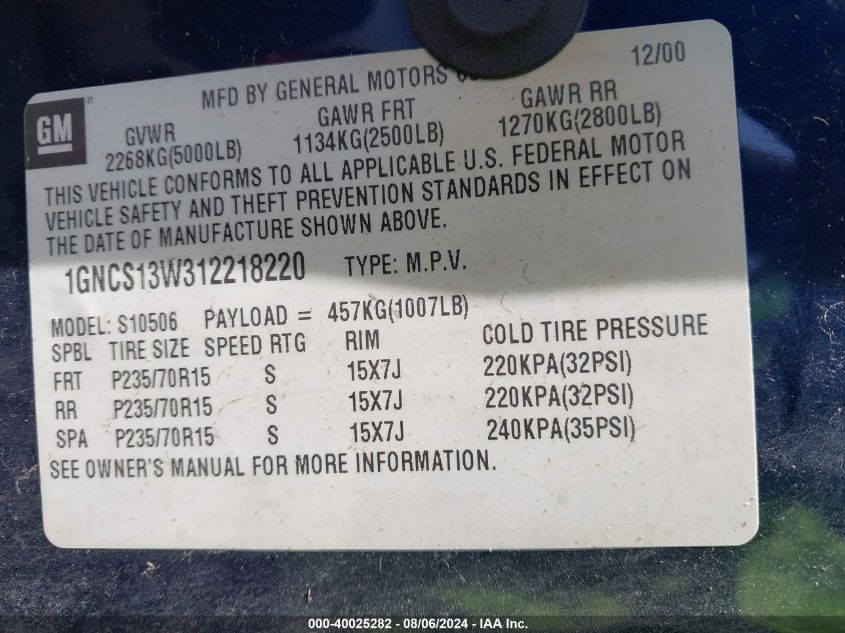 12/00
MFD BY GENERAL MOTORS
GM
GVWR GAWR FRT GAWR RR
2268KG(5000LB) 1134KG(2500LB) 1270KG(2800LB)
THIS VEHICLE CONFORMS TO ALL APPLICABLE U.S. FEDERAL MOTOR
VEHICLE SAFETY AND THEFT PREVENTION STANDARDS IN EFFECT ON
THE DATE OF MANUFACTURE SHOWN ABOVE.
1GNCS13W312218220 TYPE: M.P.V.
MODEL: S10506 PAYLOAD = 457KG(1007LB)
SPBL TIRE SIZE SPEED RTG RIM COLD TIRE PRESSURE
FRT P235/70R15 S 15X7J 220KPA(32PSI)
RR P235/70R15 S 15X7J 220KPA(32PSI)
SPA P235/70R15 S 15X7J 240KPA(35PSI)
SEE OWNER'S MANUAL FOR MORE INFORMATION.
000-40025282 - 08/06/2024 - IAA Inc.